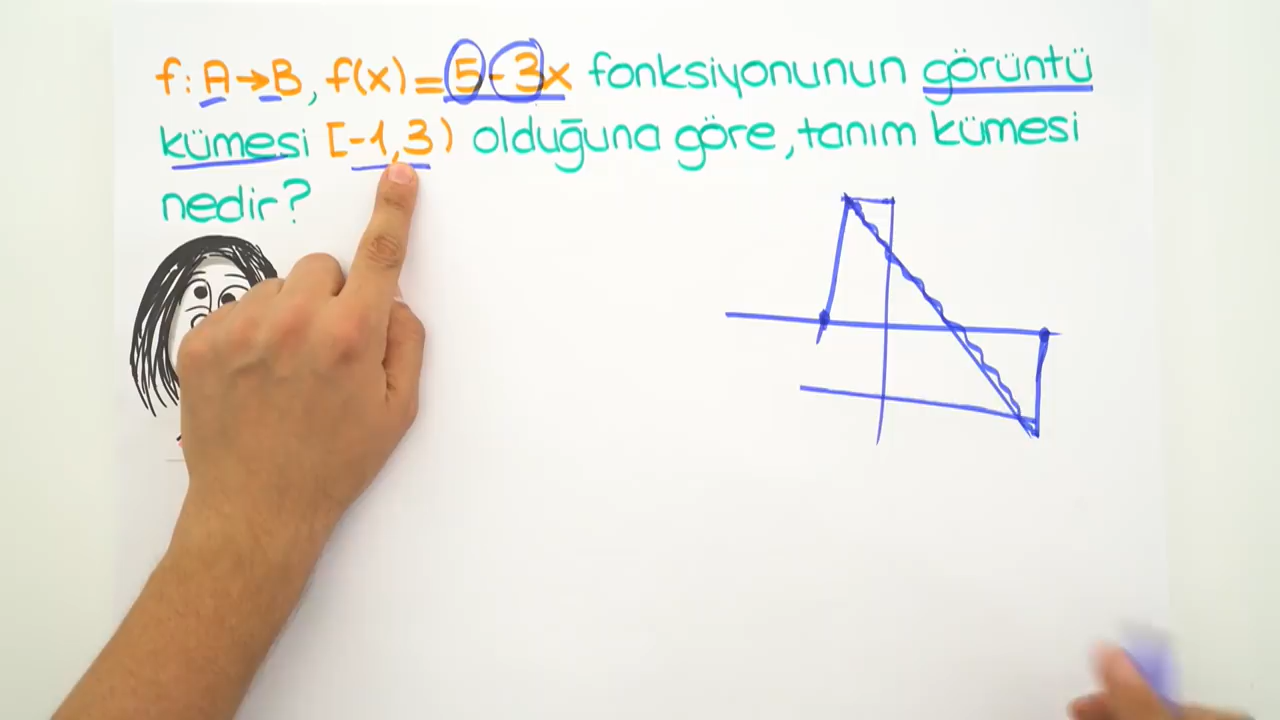 f: A→B, f(x) = 5-3x fonksiyonunun görüntü
kümesi [-1,3) olduğuna göre, tanım kümesi
nedir?